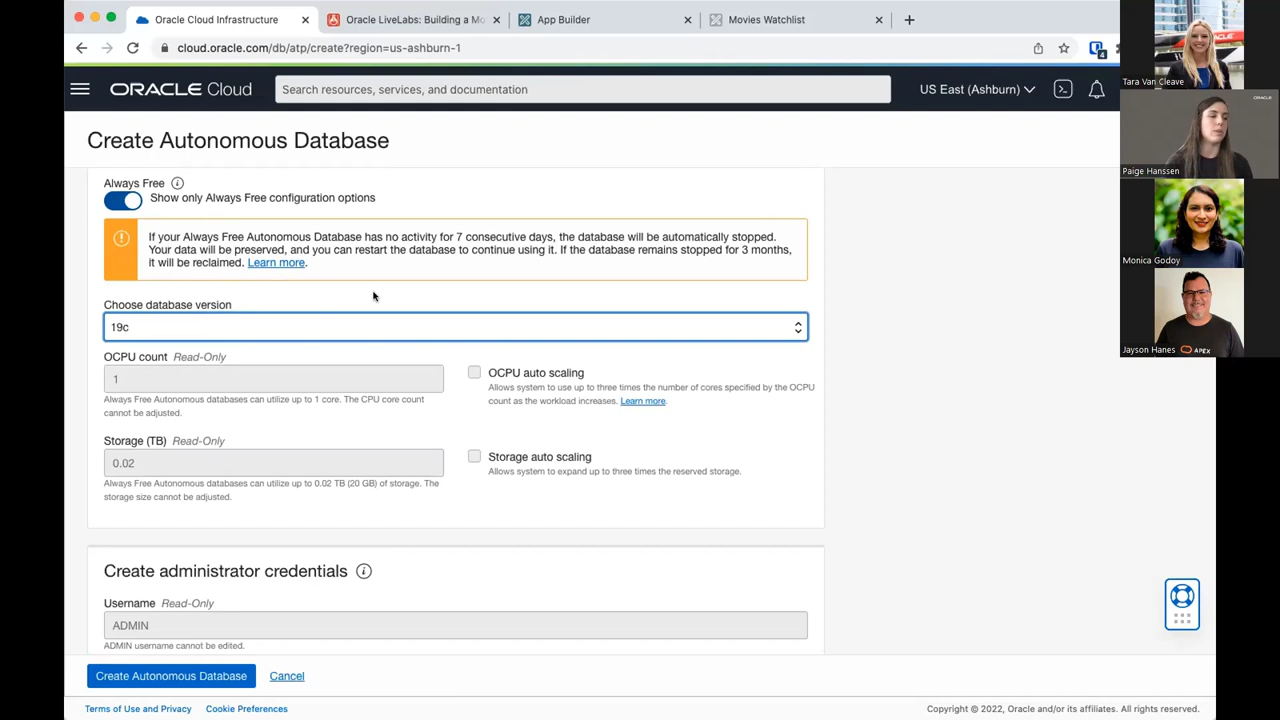 Oracle Cloud Infrastructure
Oracle LiveLabs: Building a Mo
App Builder
Movies Watchlist
cloud.oracle.com/db/atp/create?region=us-ashburn-1
4
ORACLE Cloud
Search resources, services, and documentation
US East (Ashburn)
Create Autonomous Database
Always Free
Show only Always Free configuration options
If your Always Free Autonomous Database has no activity for 7 consecutive days, the database will be automatically stopped.
Your data will be preserved, and you can restart the database to continue using it. If the database remains stopped for 3 months,
it will be reclaimed. Learn more.
Choose database version
19c
OCPU count Read-Only
1
Always Free Autonomous databases can utilize up to 1 core. The CPU core count
cannot be adjusted.
OCPU auto scaling
Allows system to use up to three times the number of cores specified by the OCPU
count as the workload increases. Learn more.
Storage (TB) Read-Only
0.02
Always Free Autonomous databases can utilize up to 0.02 TB (20 GB) of storage. The
storage size cannot be adjusted.
Storage auto scaling
Allows system to expand up to three times the reserved storage.
Create administrator credentials
Username Read-Only
ADMIN
ADMIN username cannot be edited.
Create Autonomous Database
Cancel
Terms of Use and Privacy
Cookie Preferences
Copyright © 2022, Oracle and/or its affiliates. All rights reserved.
Tara Van Cleave
ORACLE
Paige Hanssen
Monica Godoy
Jayson Hanes
APEX